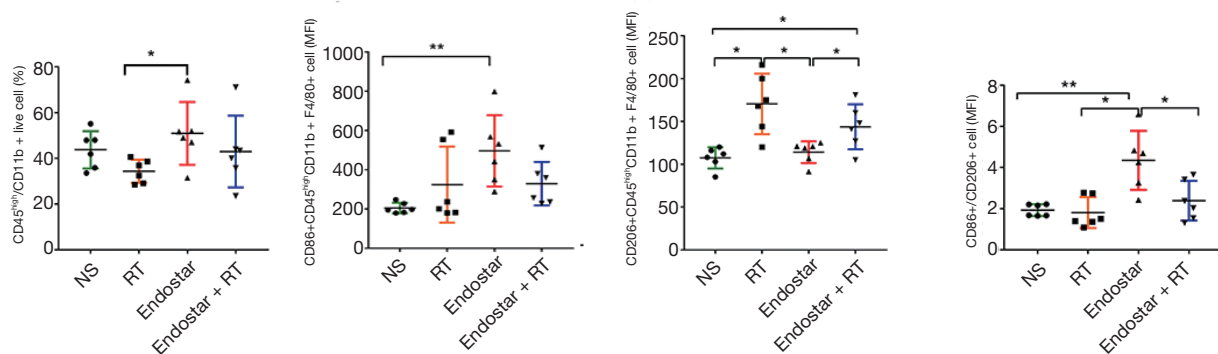 CD45ʰⁱᵍʰ/CD11b + live cell (%)
80
60
40
20
0
*
NS
RT
Endostar
Endostar + RT
CD86+CD45ʰⁱᵍʰCD11b + F4/80+ cell (MFI)
1000
800
600
400
200
0
**
NS
RT
Endostar
Endostar + RT
CD206+CD45ʰⁱᵍʰCD11b + F4/80+ cell (MFI)
250
200
150
100
50
0
*
*
*
*
NS
RT
Endostar
Endostar + RT
CD86+/CD206+ cell (MFI)
8
6
4
2
0
**
*
*
NS
RT
Endostar
Endostar + RT